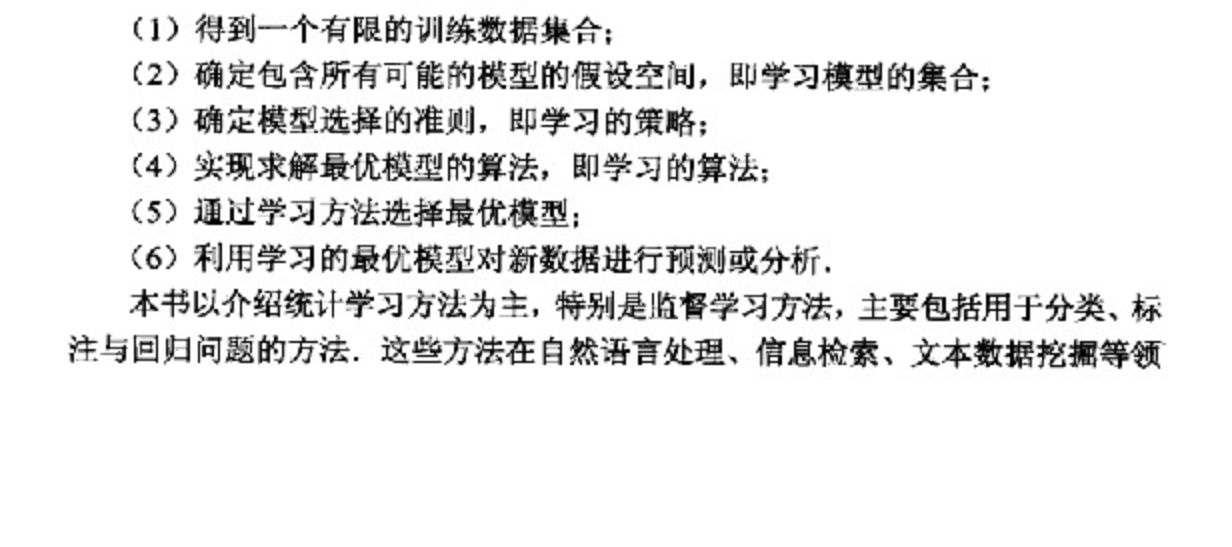 （1）得到一个有限的训练数据集合；
（2）确定包含所有可能的模型的假设空间，即学习模型的集合；
（3）确定模型选择的准则，即学习的策略；
（4）实现求解最优模型的算法，即学习的算法；
（5）通过学习方法选择最优模型；
（6）利用学习的最优模型对新数据进行预测或分析．
本书以介绍统计学习方法为主，特别是监督学习方法，主要包括用于分类、标
注与回归问题的方法．这些方法在自然语言处理、信息检索、文本数据挖掘等领